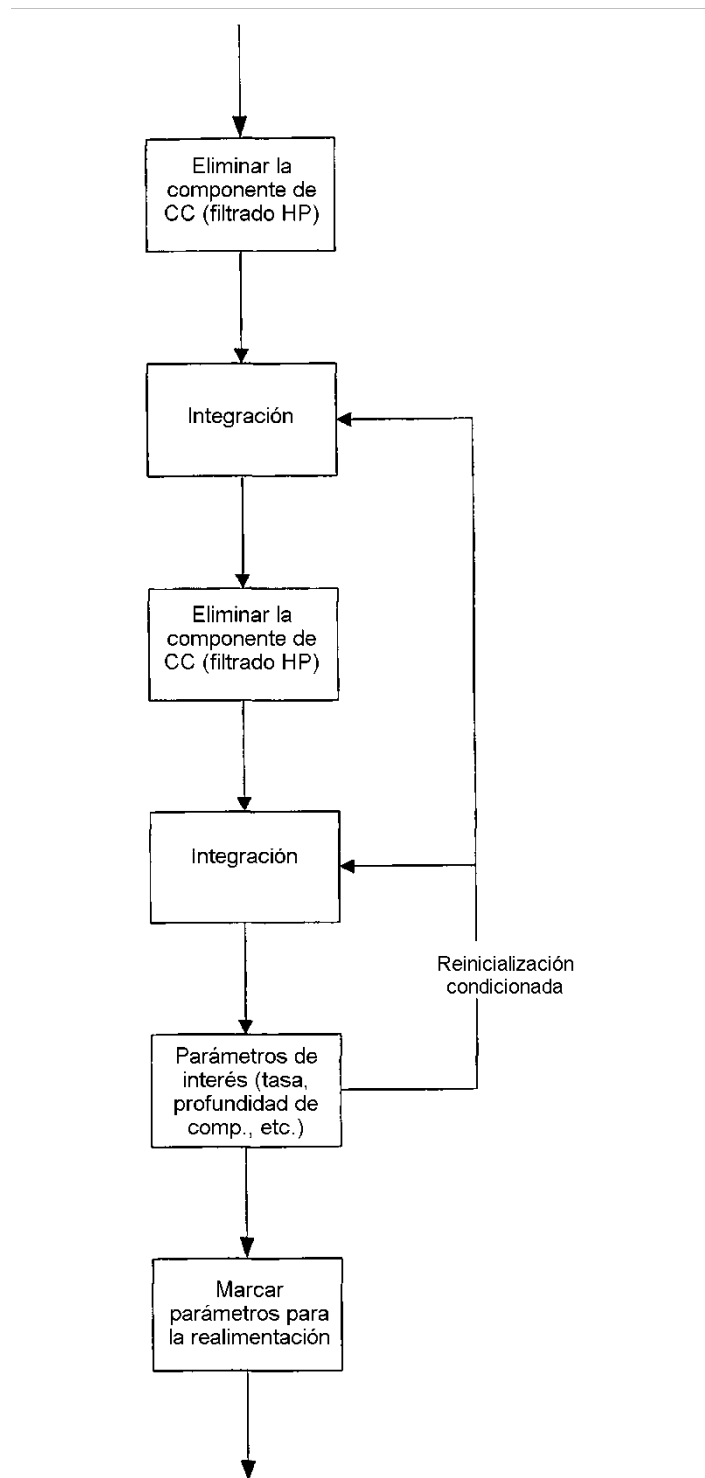 Eliminar la
componente de
CC (filtrado HP)
Integración
Eliminar la
componente de
CC (filtrado HP)
Integración
Reinicialización
condicionada
Parámetros de
interés (tasa,
profundidad de
comp., etc.)
Marcar
parámetros para
la realimentación